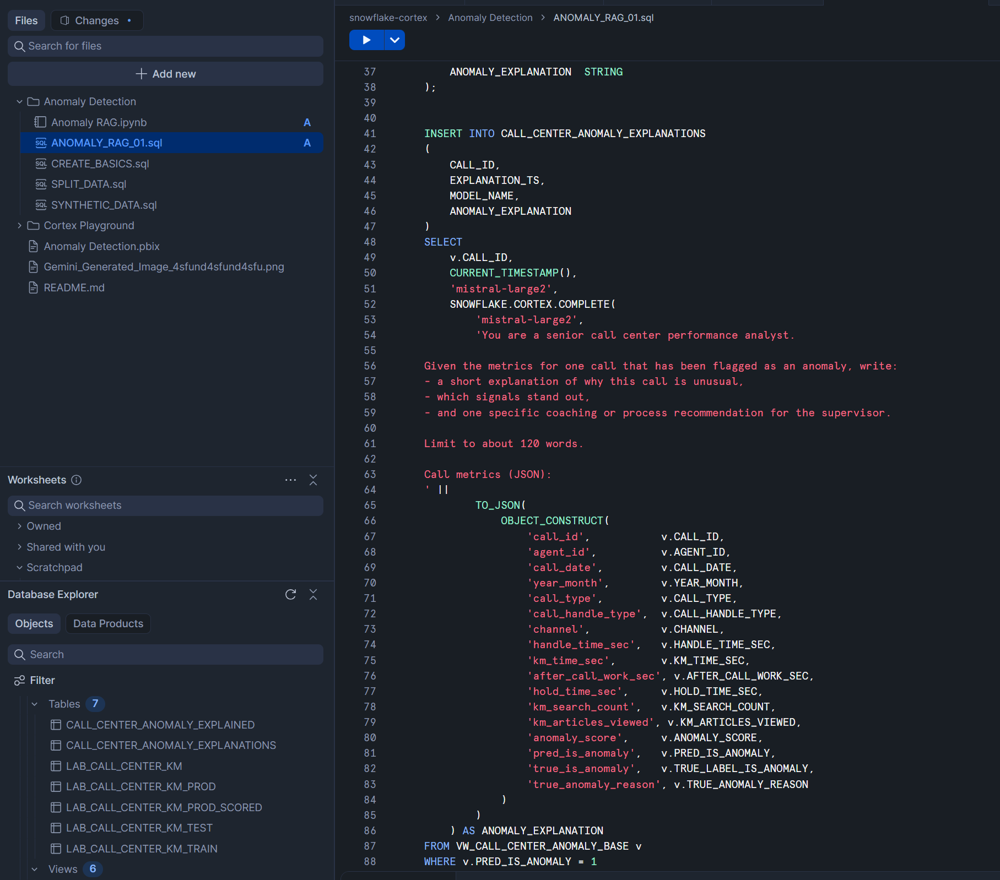 Files
Changes
Search for files
Add new
Anomaly Detection
Anomaly RAG.ipynb A
ANOMALY_RAG_01.sql A
CREATE_BASICS.sql
SPLIT_DATA.sql
SYNTHETIC_DATA.sql
Cortex Playground
Anomaly Detection.pbix
Gemini_Generated_Image_4sfund4sfund4sfu.png
README.md
Worksheets
Search worksheets
Owned
Shared with you
Scratchpad
Database Explorer
Objects
Data Products
Search
Filter
Tables 7
CALL_CENTER_ANOMALY_EXPLAINED
CALL_CENTER_ANOMALY_EXPLANATIONS
LAB_CALL_CENTER_KM
LAB_CALL_CENTER_KM_PROD
LAB_CALL_CENTER_KM_PROD_SCORED
LAB_CALL_CENTER_KM_TEST
LAB_CALL_CENTER_KM_TRAIN
Views 6
snowflake-cortex > Anomaly Detection > ANOMALY_RAG_01.sql
37 ANOMALY_EXPLANATION STRING
38 );
39
40
41 INSERT INTO CALL_CENTER_ANOMALY_EXPLANATIONS
42 (
43 CALL_ID,
44 EXPLANATION_TS,
45 MODEL_NAME,
46 ANOMALY_EXPLANATION
47 )
48 SELECT
49 v.CALL_ID,
50 CURRENT_TIMESTAMP(),
51 'mistral-large2',
52 SNOWFLAKE.CORTEX.COMPLETE(
53 'mistral-large2',
54 'You are a senior call center performance analyst.
55
56 Given the metrics for one call that has been flagged as an anomaly, write:
57 - a short explanation of why this call is unusual,
58 - which signals stand out,
59 - and one specific coaching or process recommendation for the supervisor.
60
61 Limit to about 120 words.
62
63 Call metrics (JSON):
64 ' ||
65 TO_JSON(
66 OBJECT_CONSTRUCT(
67 'call_id', v.CALL_ID,
68 'agent_id', v.AGENT_ID,
69 'call_date', v.CALL_DATE,
70 'year_month', v.YEAR_MONTH,
71 'call_type', v.CALL_TYPE,
72 'call_handle_type', v.CALL_HANDLE_TYPE,
73 'channel', v.CHANNEL,
74 'handle_time_sec', v.HANDLE_TIME_SEC,
75 'km_time_sec', v.KM_TIME_SEC,
76 'after_call_work_sec', v.AFTER_CALL_WORK_SEC,
77 'hold_time_sec', v.HOLD_TIME_SEC,
78 'km_search_count', v.KM_SEARCH_COUNT,
79 'km_articles_viewed', v.KM_ARTICLES_VIEWED,
80 'anomaly_score', v.ANOMALY_SCORE,
81 'pred_is_anomaly', v.PRED_IS_ANOMALY,
82 'true_is_anomaly', v.TRUE_LABEL_IS_ANOMALY,
83 'true_anomaly_reason', v.TRUE_ANOMALY_REASON
84 )
85 )
86 ) AS ANOMALY_EXPLANATION
87 FROM VW_CALL_CENTER_ANOMALY_BASE v
88 WHERE v.PRED_IS_ANOMALY = 1